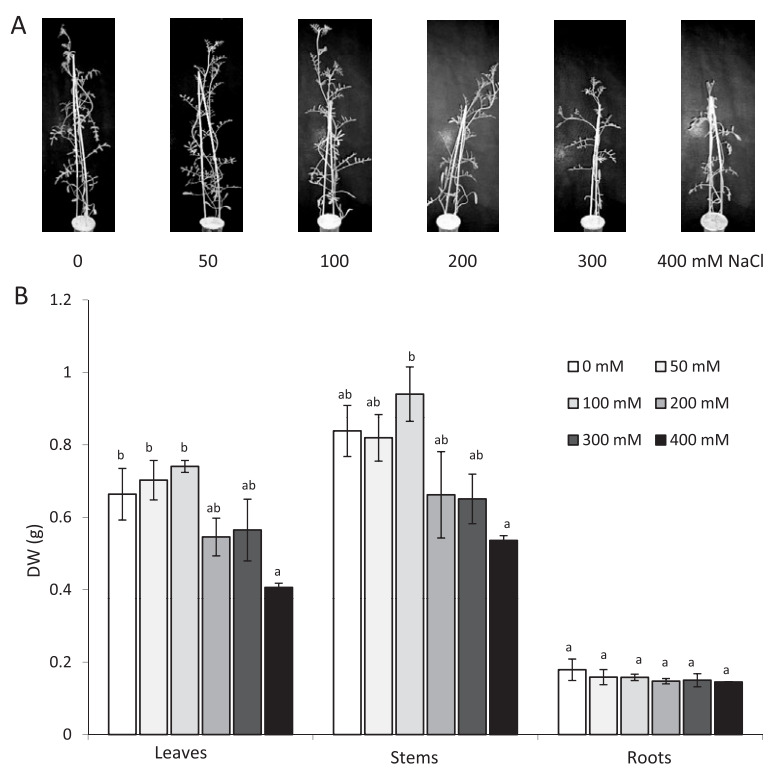 A
0 50 100 200 300 400 mM NaCl
B
1.2
1
0.8
0.6
0.4
0.2
0
DW (g)
0 mM 50 mM
100 mM 200 mM
300 mM 400 mM
b b b ab ab a
ab ab b ab ab a
a a a a a a
Leaves Stems Roots